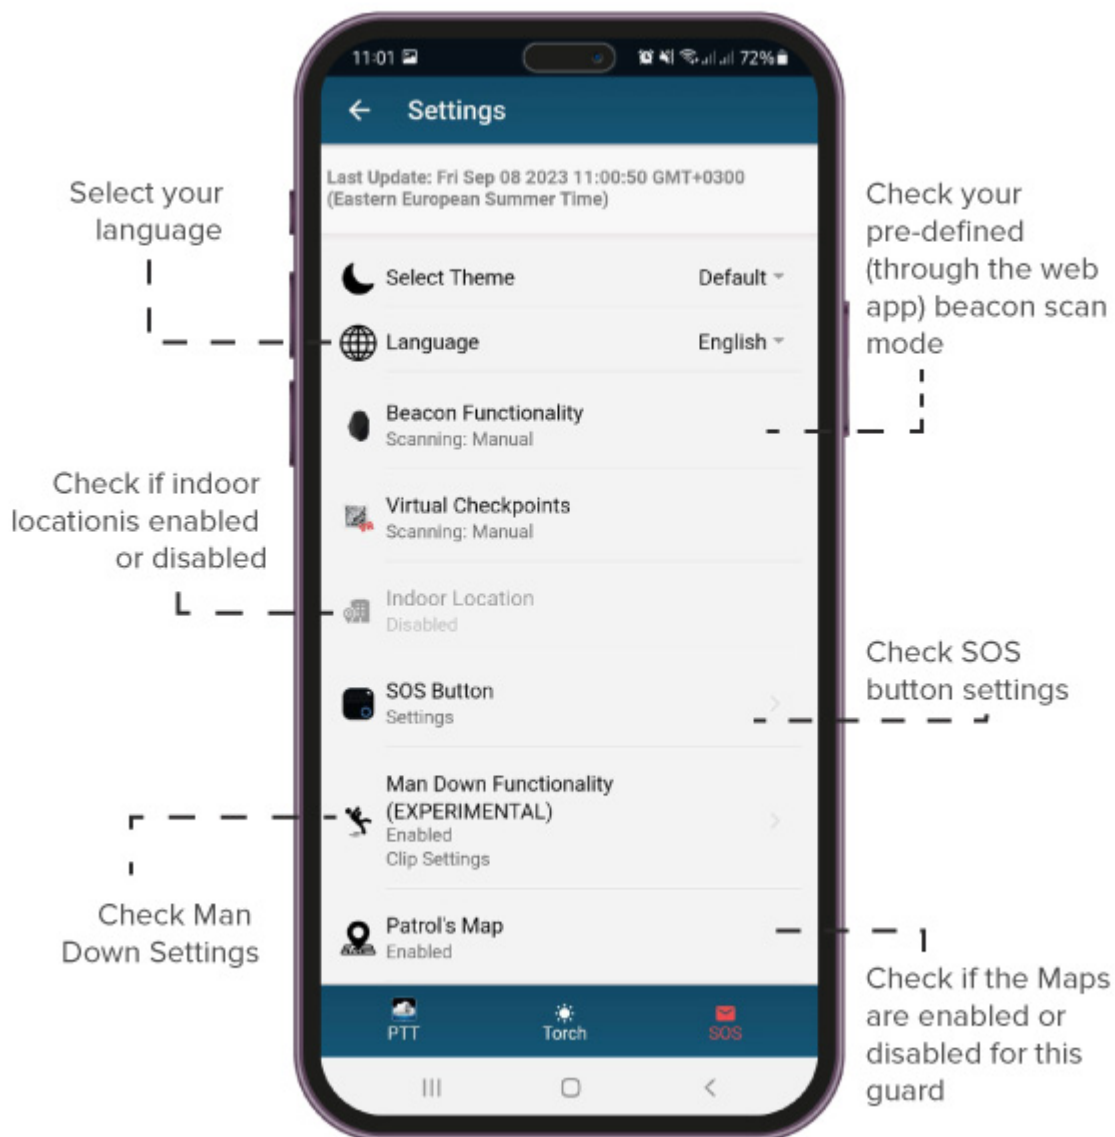 11:01
72%
Settings
Last Update: Fri Sep 08 2023 11:00:50 GMT+0300
(Eastern European Summer Time)
Select Theme
Default
Language
English
Beacon Functionality
Scanning: Manual
Virtual Checkpoints
Scanning: Manual
Indoor Location
Disabled
SOS Button
Settings
Man Down Functionality
(EXPERIMENTAL)
Enabled
Clip Settings
Patrol's Map
Enabled
PTT
Torch
SOS
Select your
language
Check if indoor
locationis enabled
or disabled
Check Man
Down Settings
Check your
pre-defined
(through the web
app) beacon scan
mode
Check SOS
button settings
Check if the Maps
are enabled or
disabled for this
guard